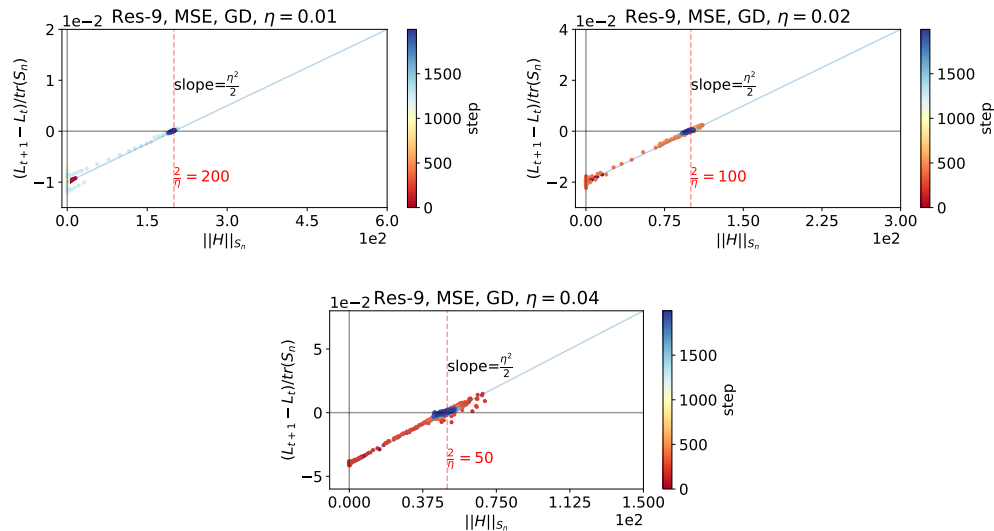 Res-9, MSE, GD, η = 0.01
1e−2
2
1
0
−1
(L_{t+1} − L_t)/tr(S_n)
slope=η²/2
2/η = 200
0.0 1.5 3.0 4.5 6.0
1e2
||H||_{S_n}
1500
1000
500
0
step
Res-9, MSE, GD, η = 0.02
1e−2
4
2
0
−2
(L_{t+1} − L_t)/tr(S_n)
slope=η²/2
2/η = 100
0.00 0.75 1.50 2.25 3.00
1e2
||H||_{S_n}
1500
1000
500
0
step
Res-9, MSE, GD, η = 0.04
1e−2
5
0
−5
(L_{t+1} − L_t)/tr(S_n)
slope=η²/2
2/η = 50
0.000 0.375 0.750 1.125 1.500
1e2
||H||_{S_n}
1500
1000
500
0
step